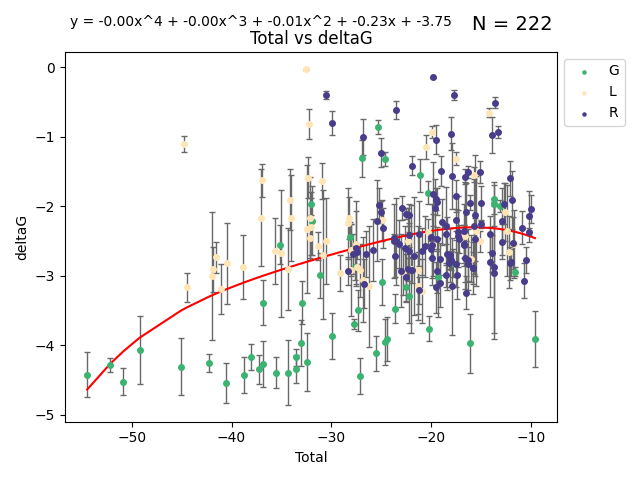 y = -0.00x^4 + -0.00x^3 + -0.01x^2 + -0.23x + -3.75
N = 222
Total vs deltaG
G
L
R
0
−1
−2
−3
−4
−5
deltaG
−50
−40
−30
−20
−10
Total